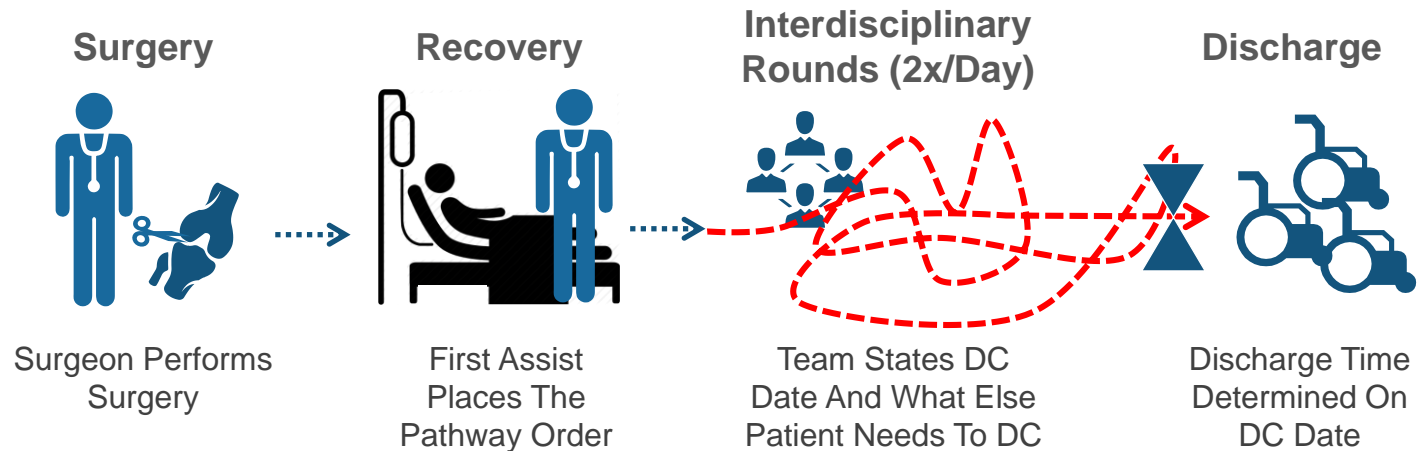 Surgery
Recovery
Interdisciplinary
Rounds (2x/Day)
Discharge
Surgeon Performs
Surgery
First Assist
Places The
Pathway Order
Team States DC
Date And What Else
Patient Needs To DC
Discharge Time
Determined On
DC Date